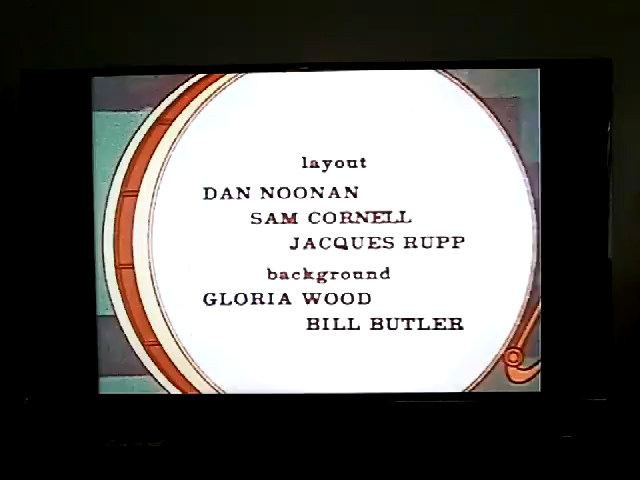 layout
DAN NOONAN
SAM CORNELL
JACQUES RUPP
background
GLORIA WOOD
BILL BUTLER